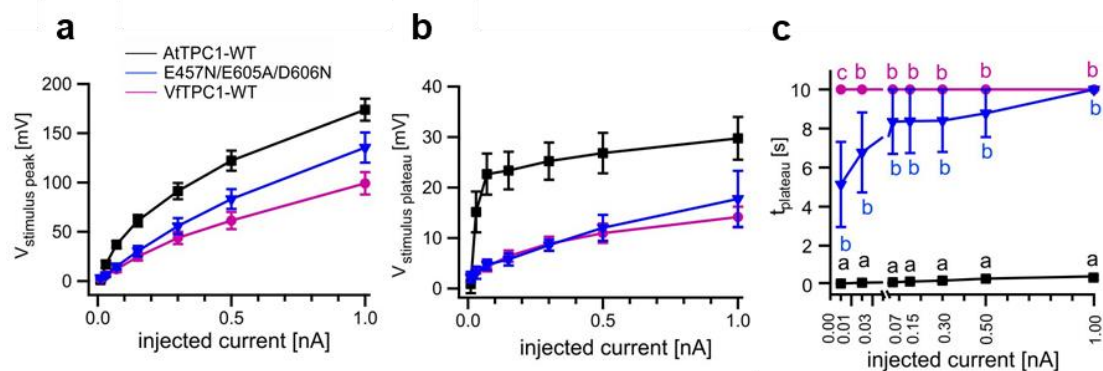 a
AtTPC1-WT
E457N/E605A/D606N
VfTPC1-WT
200
150
100
50
0
V stimulus peak [mV]
0.0
0.5
1.0
injected current [nA]
b
40
30
20
10
0
V stimulus plateau [mV]
0.0
0.5
1.0
injected current [nA]
c
c b b b b b b
10
8
6
4
2
0
t plateau [s]
b b b b b b b
a a a a a a a
0.00
0.01
0.03
0.07
0.15
0.30
0.50
1.00
injected current [nA]